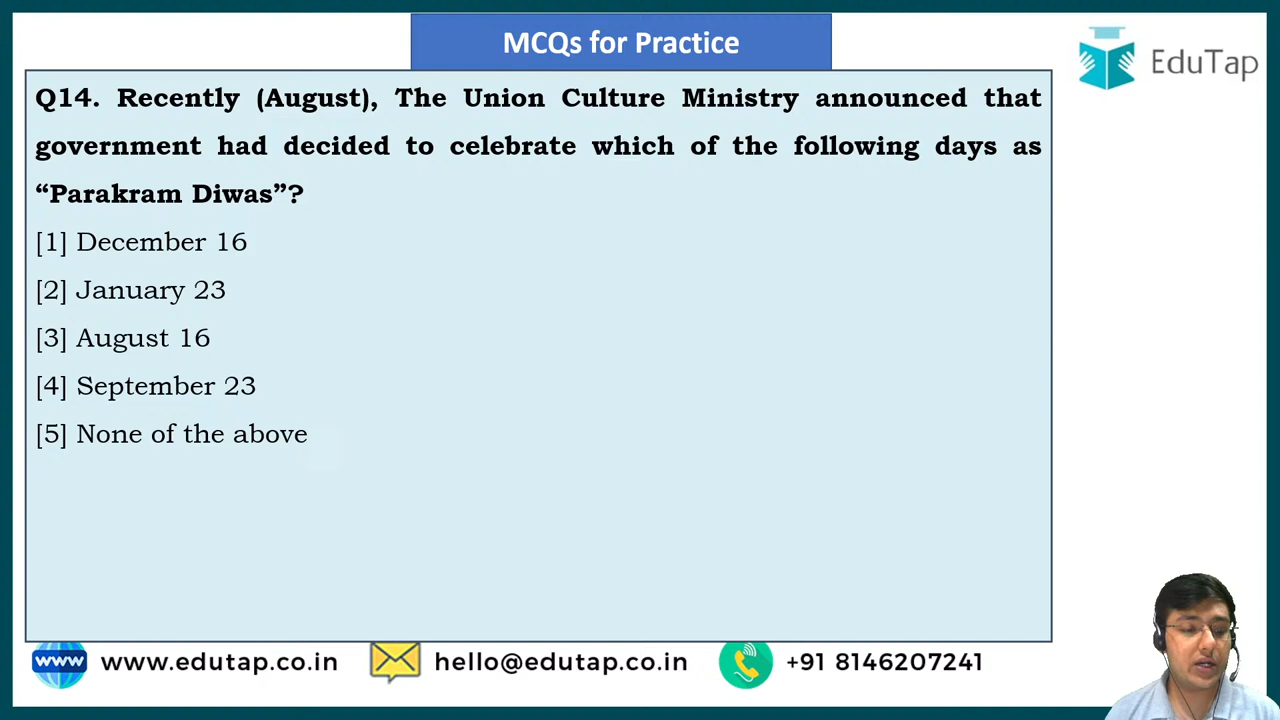 MCQs for Practice
EduTap
Q14. Recently (August), The Union Culture Ministry announced that
government had decided to celebrate which of the following days as
“Parakram Diwas”?
[1] December 16
[2] January 23
[3] August 16
[4] September 23
[5] None of the above
www
www.edutap.co.in
hello@edutap.co.in
+91 8146207241